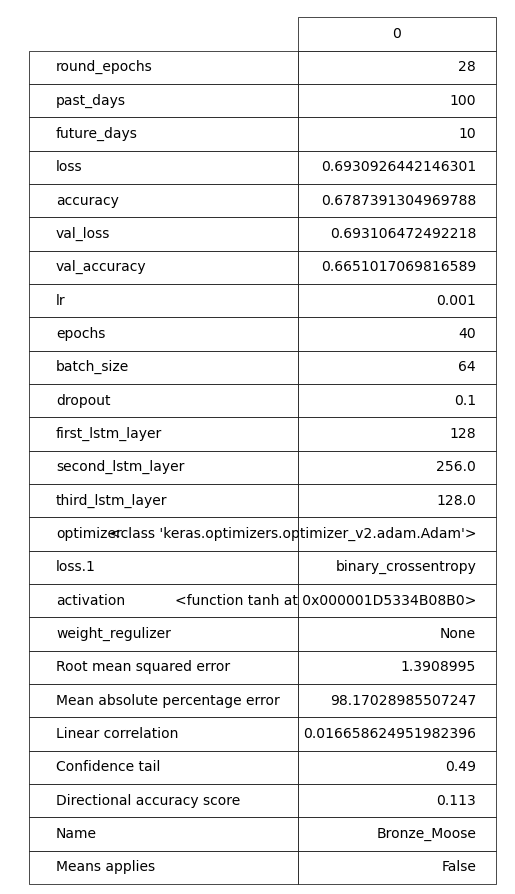 0
round_epochs 28
past_days 100
future_days 10
loss 0.6930926442146301
accuracy 0.6787391304969788
val_loss 0.693106472492218
val_accuracy 0.6651017069816589
lr 0.001
epochs 40
batch_size 64
dropout 0.1
first_lstm_layer 128
second_lstm_layer 256.0
third_lstm_layer 128.0
optimizer <class 'keras.optimizers.optimizer_v2.adam.Adam'>
loss.1 binary_crossentropy
activation <function tanh at 0x000001D5334B08B0>
weight_regulizer None
Root mean squared error 1.3908995
Mean absolute percentage error 98.17028985507247
Linear correlation 0.016658624951982396
Confidence tail 0.49
Directional accuracy score 0.113
Name Bronze_Moose
Means applies False